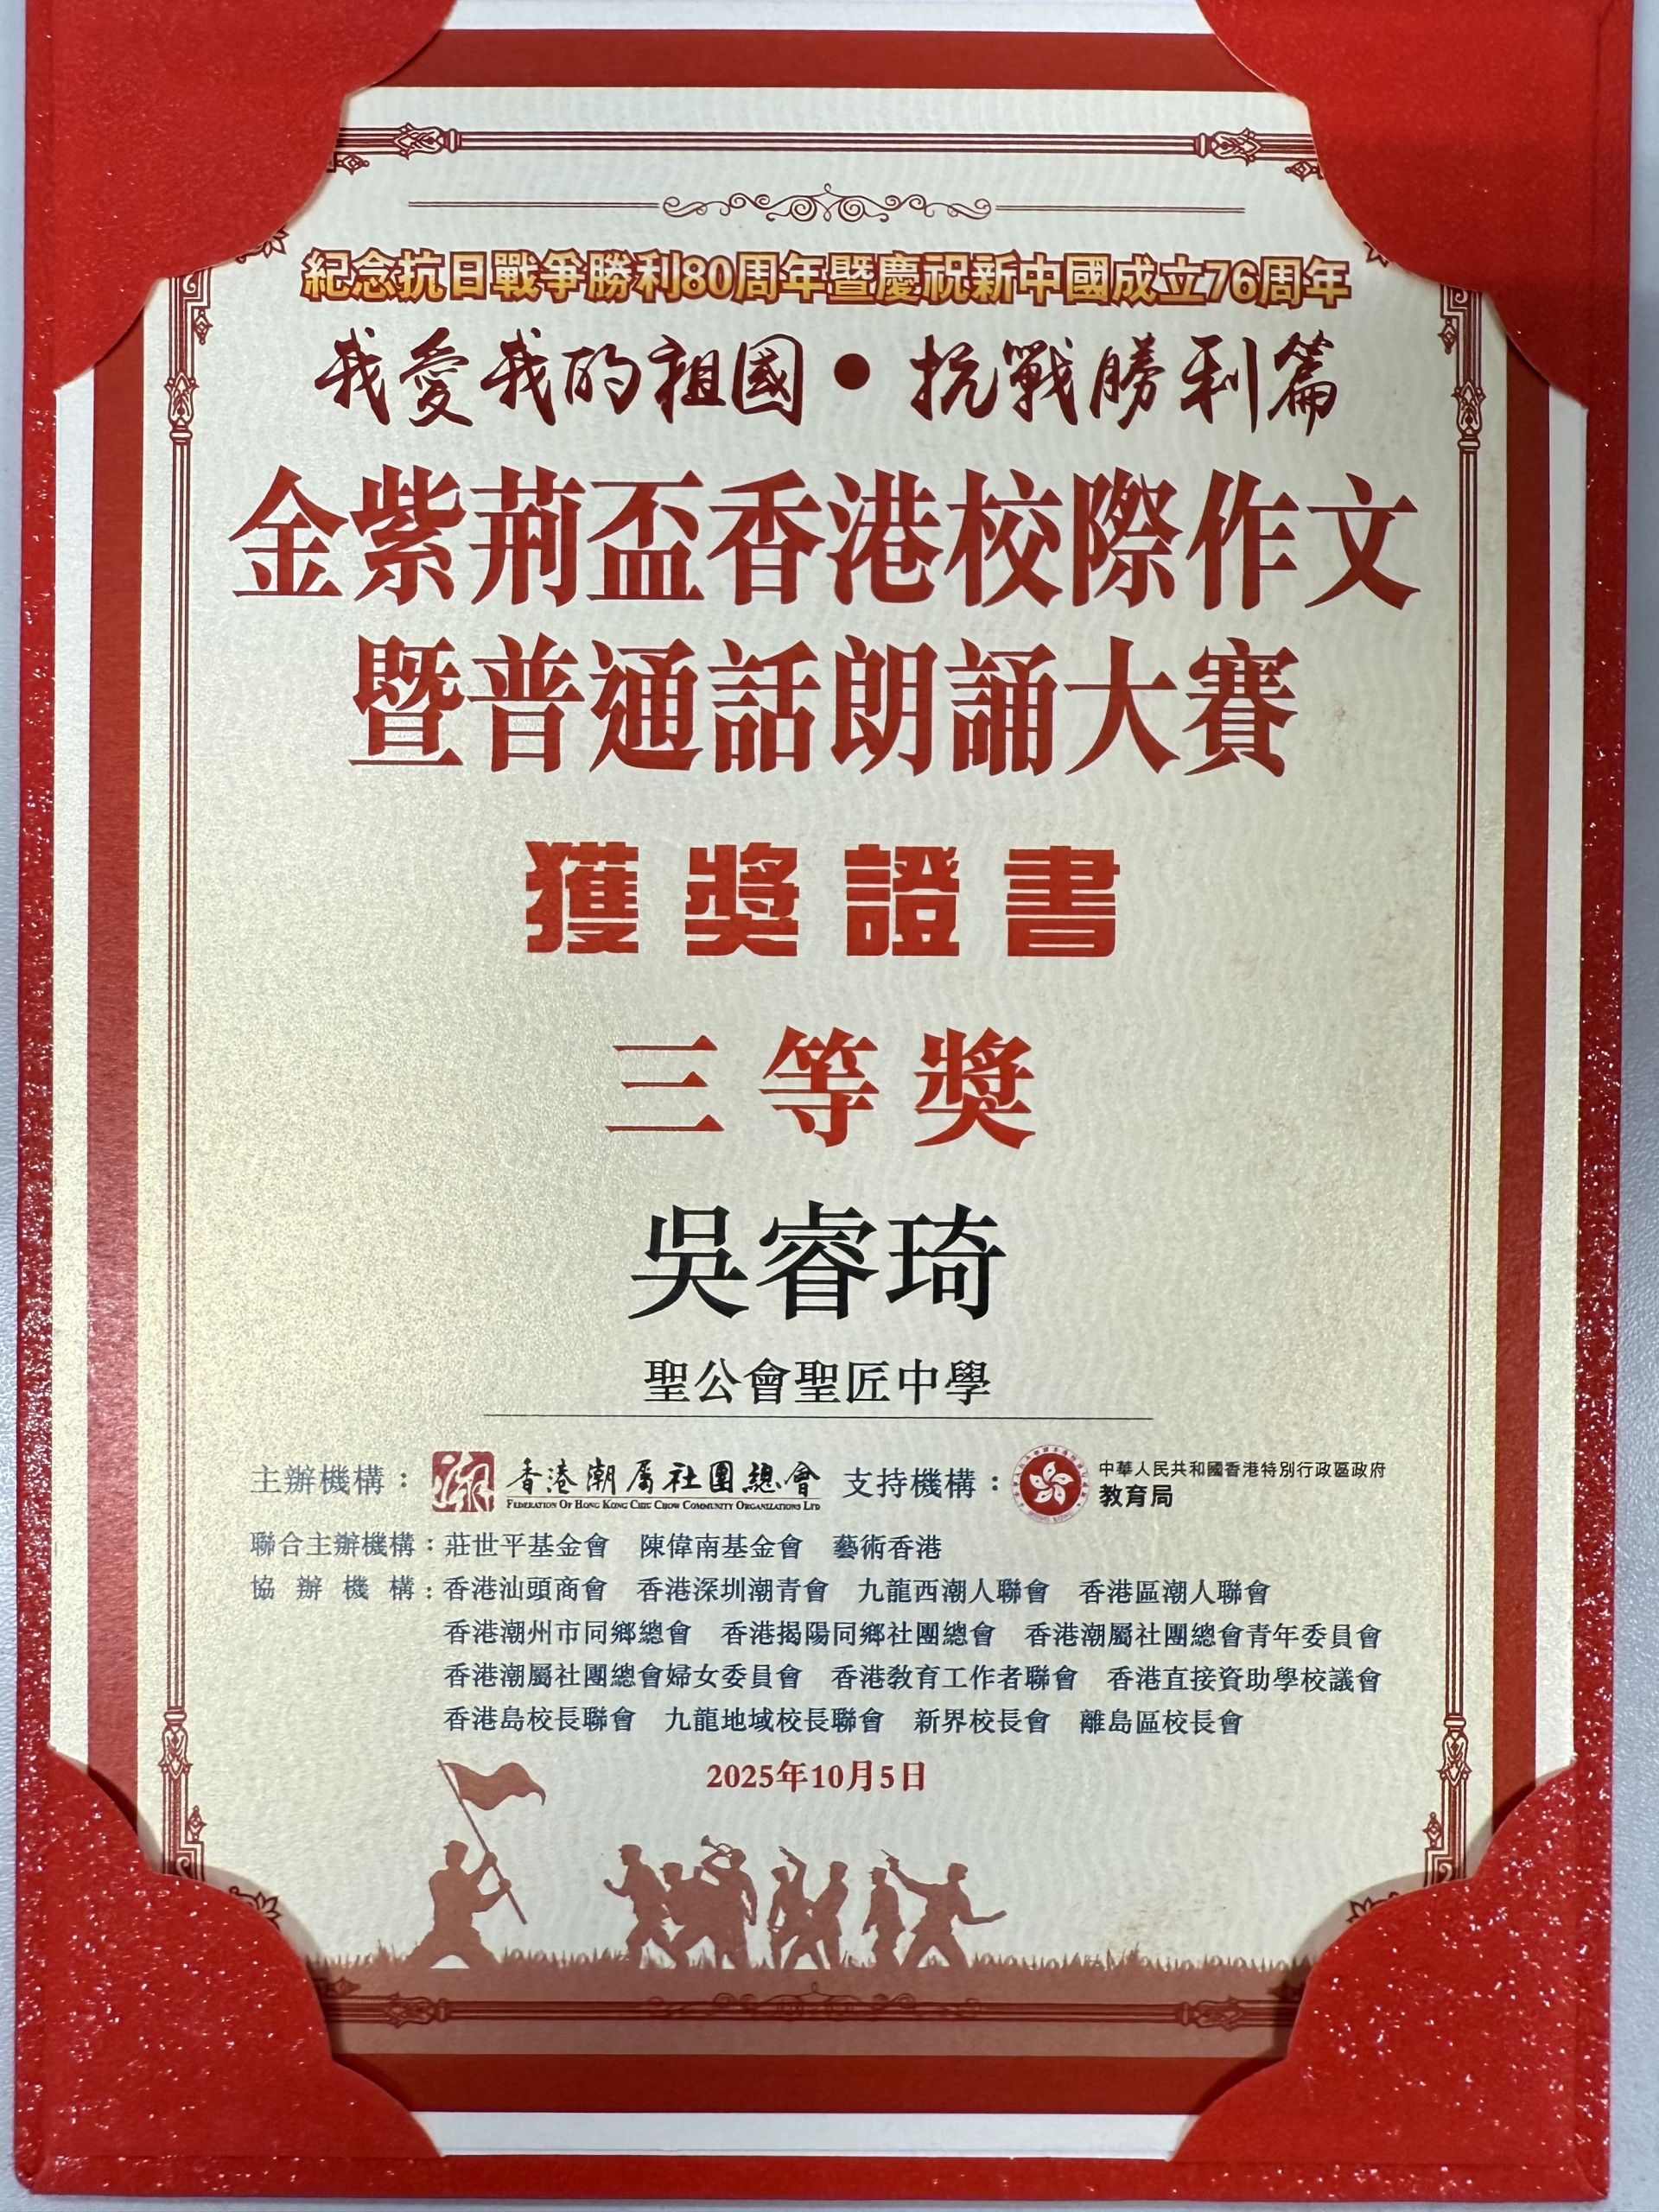 紀念抗日戰爭勝利80周年暨慶祝新中國成立76周年
我愛我的祖國•抗戰勝利篇
金紫荊盃香港校際作文
暨普通話朗誦大賽
獲獎證書
三等獎
吳睿琦
聖公會聖匠中學
主辦機構：香港潮屬社團總會 支持機構：中華人民共和國香港特別行政區政府
FEDERATION OF HONG KONG CHIU CHOW COMMUNITY ORGANIZATIONS LTD 教育局
聯合主辦機構：莊世平基金會 陳偉南基金會 藝術香港
協辦機構：香港汕頭商會 香港深圳潮青會 九龍西潮人聯會 香港區潮人聯會
香港潮州市同鄉總會 香港揭陽同鄉社團總會 香港潮屬社團總會青年委員會
香港潮屬社團總會婦女委員會 香港教育工作者聯會 香港直接資助學校議會
香港島校長聯會 九龍地域校長聯會 新界校長會 離島區校長會
2025年10月5日